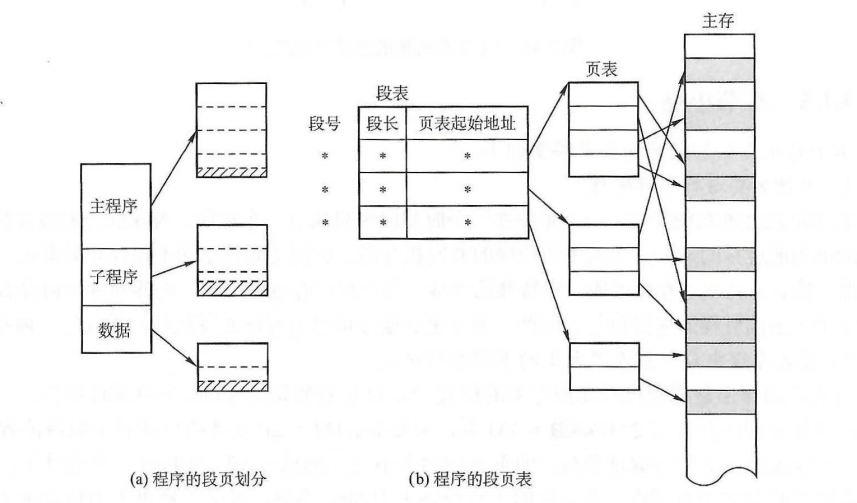 主存
页表
段表
段号 段长 页表起始地址
* * *
* * *
* * *
主程序
子程序
数据
(a) 程序的段页划分
(b) 程序的段页表